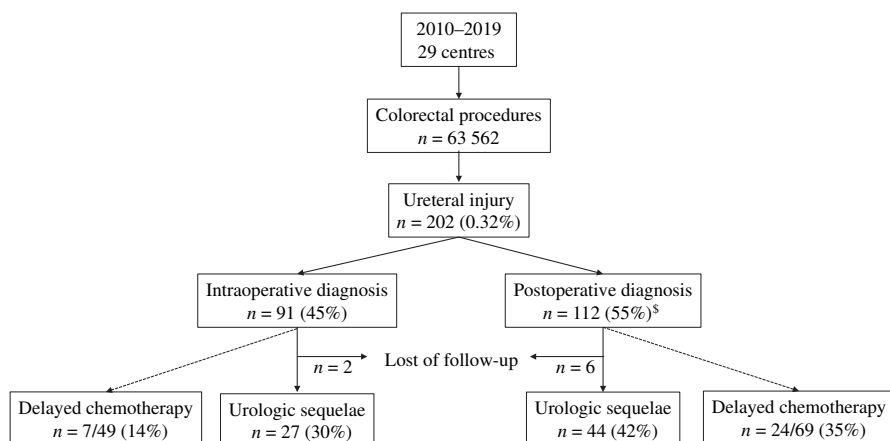 2010–2019
29 centres
Colorectal procedures
n = 63 562
Ureteral injury
n = 202 (0.32%)
Intraoperative diagnosis
n = 91 (45%)
Postoperative diagnosis
n = 112 (55%)$
n = 2
Lost of follow-up
n = 6
Delayed chemotherapy
n = 7/49 (14%)
Urologic sequelae
n = 27 (30%)
Urologic sequelae
n = 44 (42%)
Delayed chemotherapy
n = 24/69 (35%)